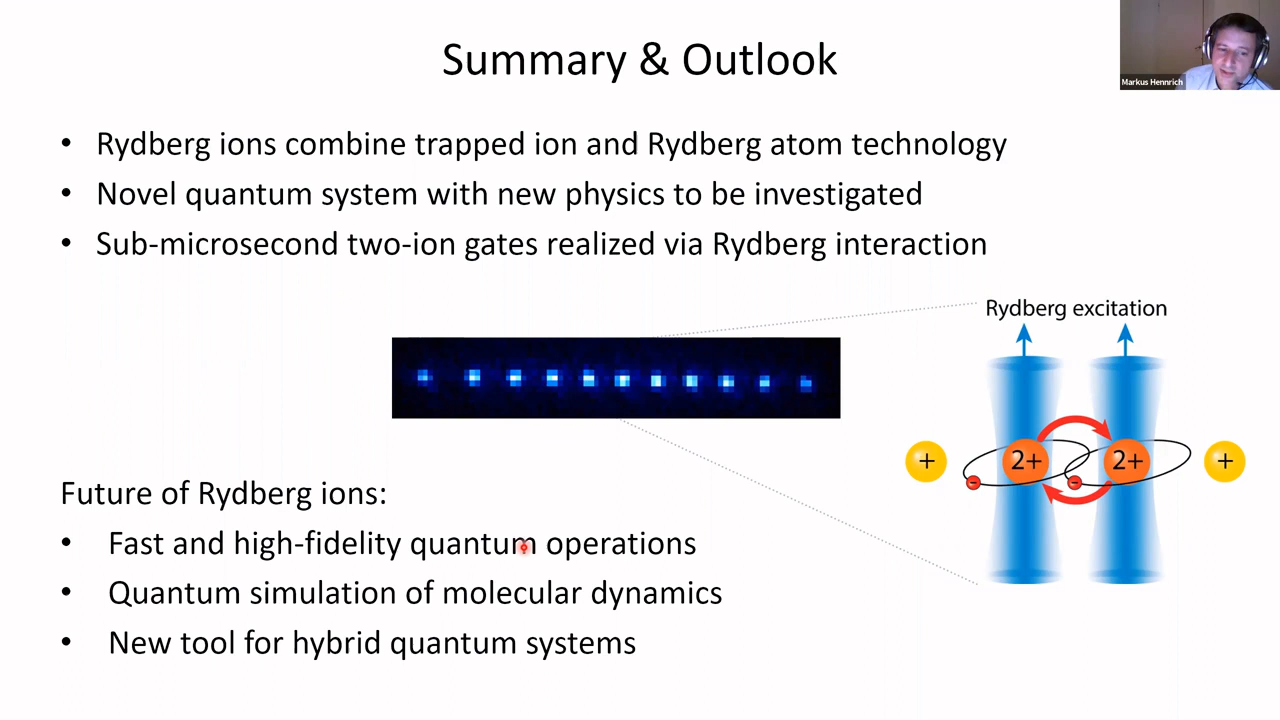 Summary & Outlook
Markus Hennrich
• Rydberg ions combine trapped ion and Rydberg atom technology
• Novel quantum system with new physics to be investigated
• Sub-microsecond two-ion gates realized via Rydberg interaction
Rydberg excitation
+ 2+ 2+ +
- -
Future of Rydberg ions:
• Fast and high-fidelity quantum operations
• Quantum simulation of molecular dynamics
• New tool for hybrid quantum systems